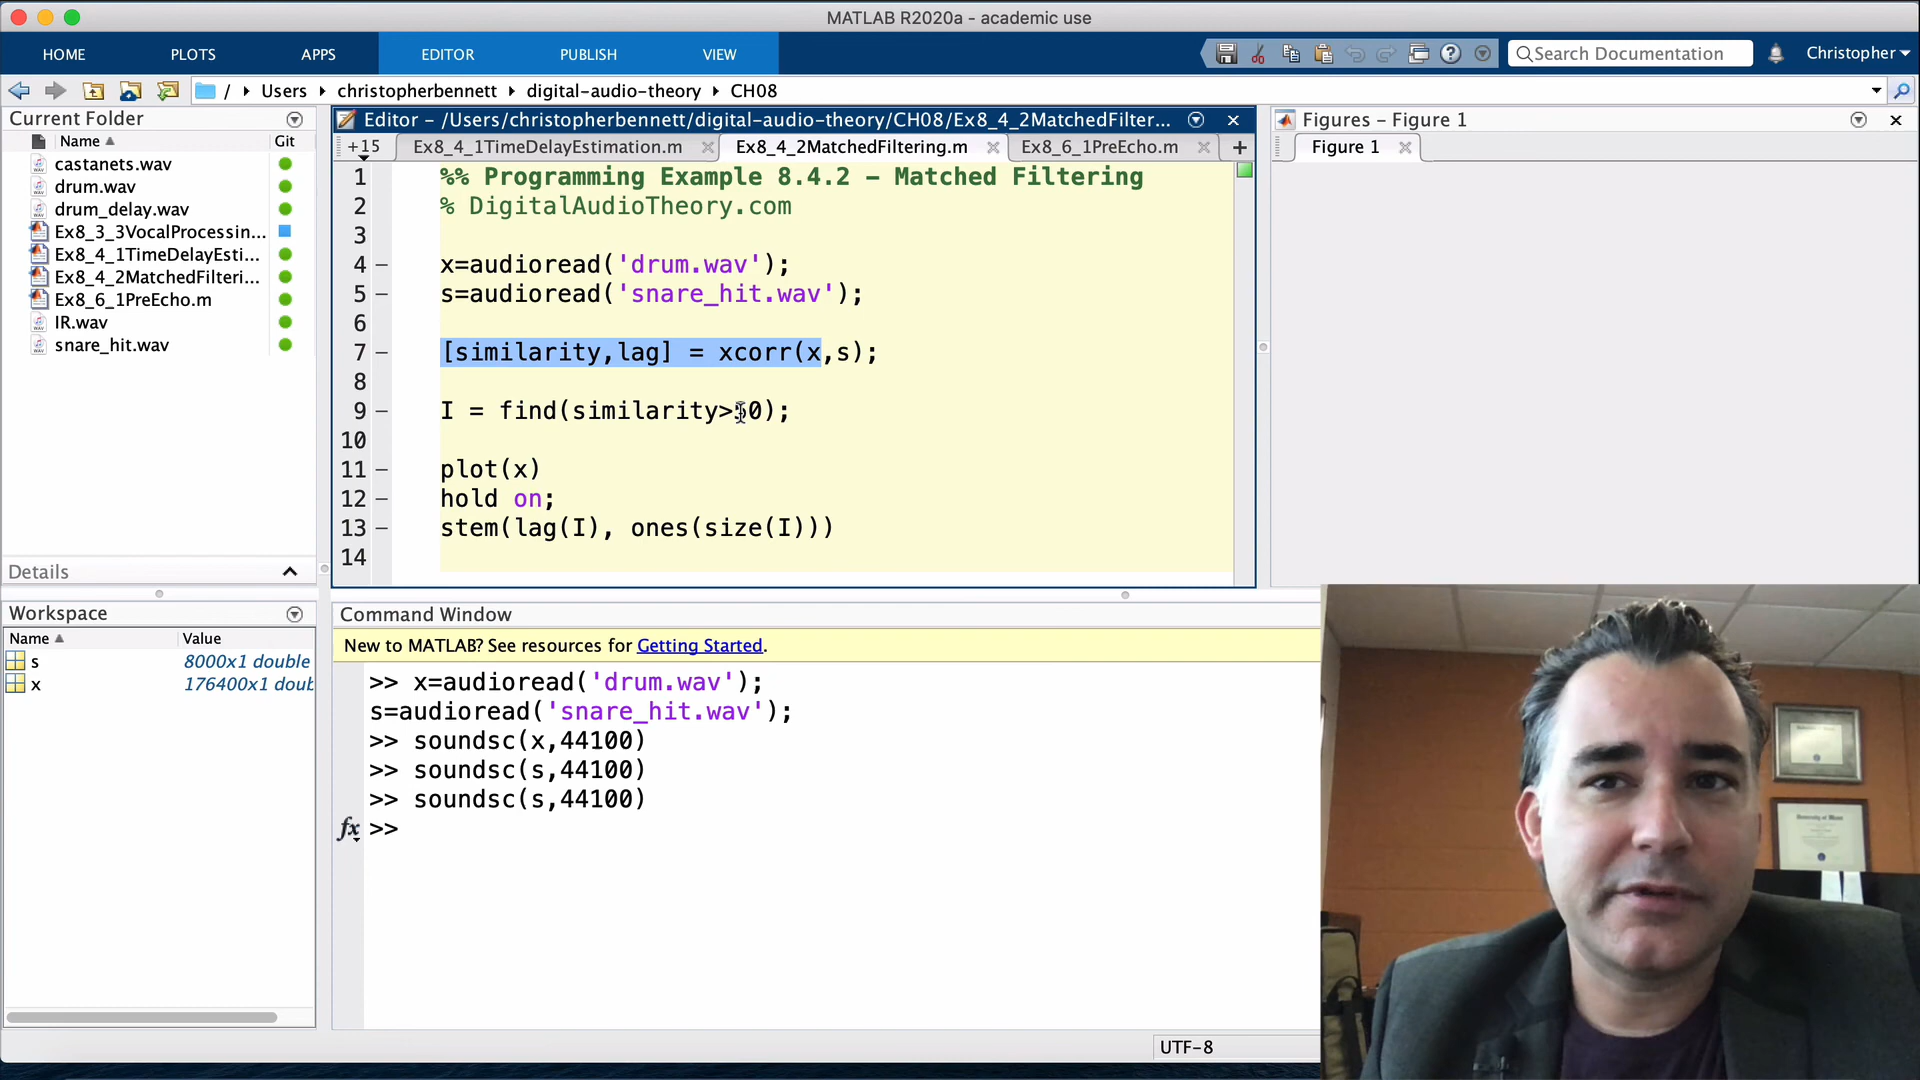 MATLAB R2020a - academic use
HOME PLOTS APPS EDITOR PUBLISH VIEW Search Documentation Christopher
/ Users christopherbennett digital-audio-theory CH08
Current Folder
Name Git
castanets.wav
drum.wav
drum_delay.wav
Ex8_3_3VocalProcessin...
Ex8_4_1TimeDelayEsti...
Ex8_4_2MatchedFilteri...
Ex8_6_1PreEcho.m
IR.wav
snare_hit.wav
Details
Workspace
Name Value
s 8000x1 double
x 176400x1 doub
Editor - /Users/christopherbennett/digital-audio-theory/CH08/Ex8_4_2MatchedFilter...
+15 Ex8_4_1TimeDelayEstimation.m Ex8_4_2MatchedFiltering.m Ex8_6_1PreEcho.m +
1 %% Programming Example 8.4.2 - Matched Filtering
2 % DigitalAudioTheory.com
3
4 - x=audioread('drum.wav');
5 - s=audioread('snare_hit.wav');
6
7 - [similarity,lag] = xcorr(x,s);
8
9 - I = find(similarity>50);
10
11 - plot(x)
12 - hold on;
13 - stem(lag(I), ones(size(I)))
14
Figures - Figure 1
Figure 1
Command Window
New to MATLAB? See resources for Getting Started.
>> x=audioread('drum.wav');
s=audioread('snare_hit.wav');
>> soundsc(x,44100)
>> soundsc(s,44100)
>> soundsc(s,44100)
fx >>
UTF-8